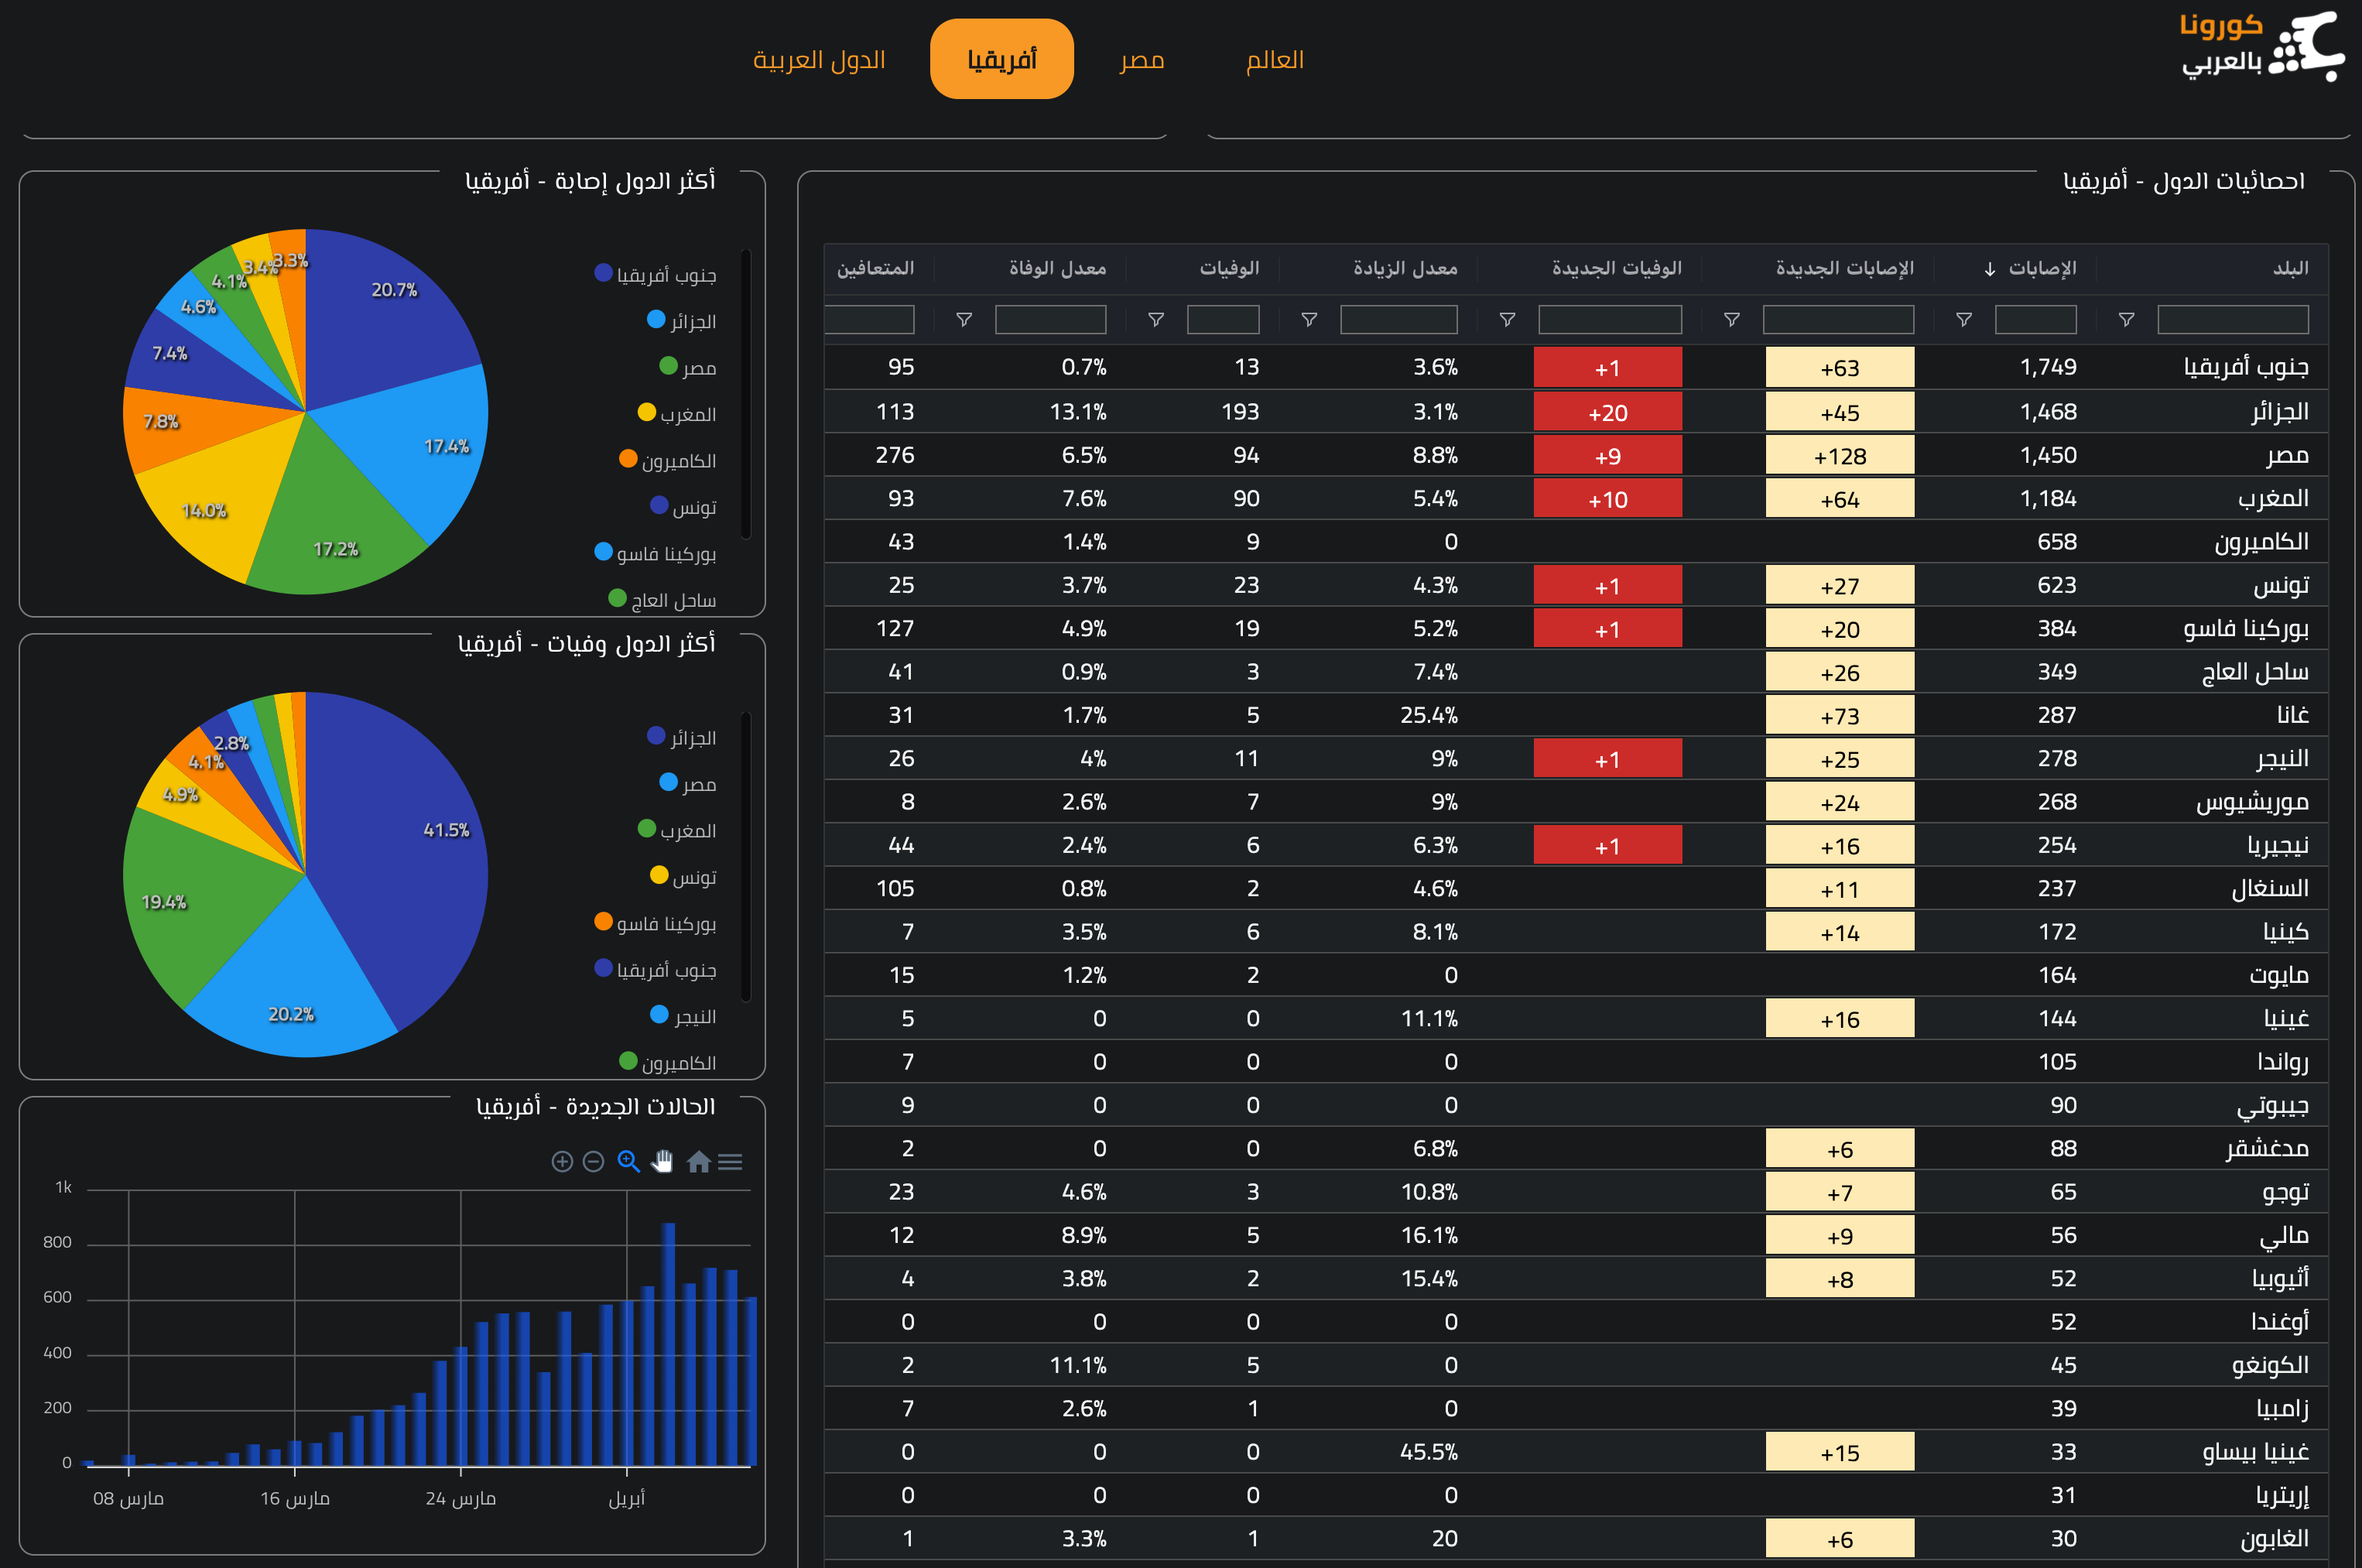 كورونا
بالعربي
العالم
مصر
أفريقيا
الدول العربية
احصائيات الدول - أفريقيا
البلد الإصابات ↓ الإصابات الجديدة الوفيات الجديدة معدل الزيادة الوفيات معدل الوفاة المتعافين
جنوب أفريقيا 1,749 +63 +1 3.6% 13 0.7% 95
الجزائر 1,468 +45 +20 3.1% 193 13.1% 113
مصر 1,450 +128 +9 8.8% 94 6.5% 276
المغرب 1,184 +64 +10 5.4% 90 7.6% 93
الكاميرون 658 0 9 1.4% 43
تونس 623 +27 +1 4.3% 23 3.7% 25
بوركينا فاسو 384 +20 +1 5.2% 19 4.9% 127
ساحل العاج 349 +26 7.4% 3 0.9% 41
غانا 287 +73 25.4% 5 1.7% 31
النيجر 278 +25 +1 9% 11 4% 26
موريشيوس 268 +24 9% 7 2.6% 8
نيجيريا 254 +16 +1 6.3% 6 2.4% 44
السنغال 237 +11 4.6% 2 0.8% 105
كينيا 172 +14 8.1% 6 3.5% 7
مايوت 164 0 2 1.2% 15
غينيا 144 +16 11.1% 0 0 5
رواندا 105 0 0 0 7
جيبوتي 90 0 0 0 9
مدغشقر 88 +6 6.8% 0 0 2
توجو 65 +7 10.8% 3 4.6% 23
مالي 56 +9 16.1% 5 8.9% 12
أثيوبيا 52 +8 15.4% 2 3.8% 4
أوغندا 52 0 0 0 0
الكونغو 45 0 5 11.1% 2
زامبيا 39 0 1 2.6% 7
غينيا بيساو 33 +15 45.5% 0 0 0
إريتريا 31 0 0 0 0
الغابون 30 +6 20 1 3.3% 1
أكثر الدول إصابة - أفريقيا
جنوب أفريقيا
الجزائر
مصر
المغرب
الكاميرون
تونس
بوركينا فاسو
ساحل العاج
20.7%
17.4%
17.2%
14.0%
7.8%
7.4%
4.6%
4.1%
3.4%
3.3%
أكثر الدول وفيات - أفريقيا
الجزائر
مصر
المغرب
تونس
بوركينا فاسو
جنوب أفريقيا
النيجر
الكاميرون
41.5%
20.2%
19.4%
4.9%
4.1%
2.8%
الحالات الجديدة - أفريقيا
1k
800
600
400
200
0
08 مارس
16 مارس
24 مارس
أبريل